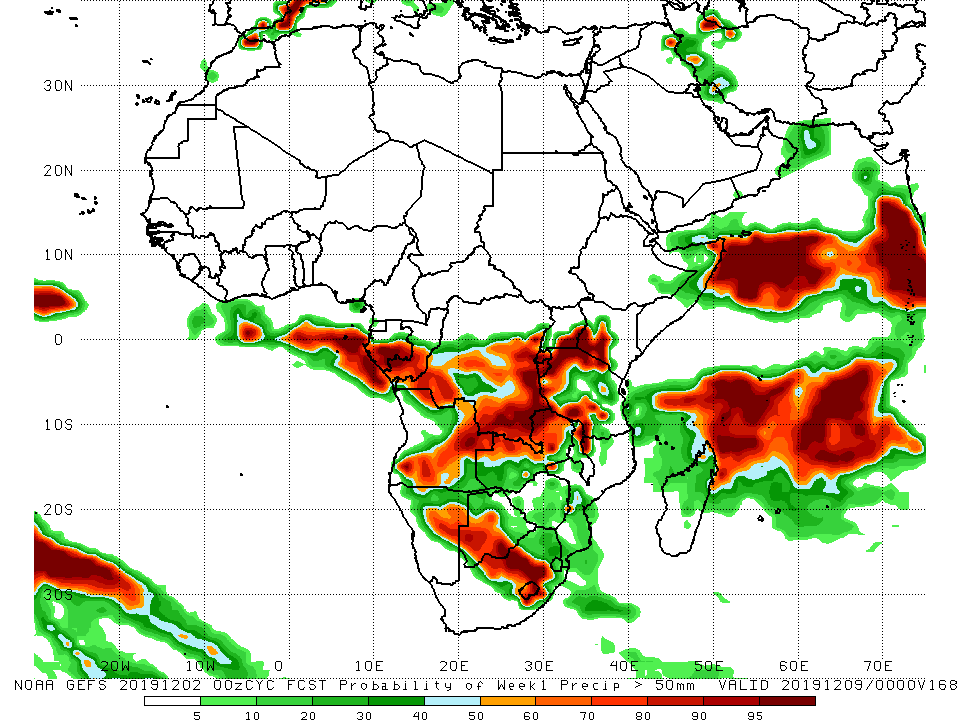 30N
20N
10N
0
10S
20S
30S
20W 10W 0 10E 20E 30E 40E 50E 60E 70E
NOAA GEFS 20191202 00zCYC FCST Probability of Week1 Precip > 50mm VALID 20191209/0000V168
5 10 20 30 40 50 60 70 80 90 95